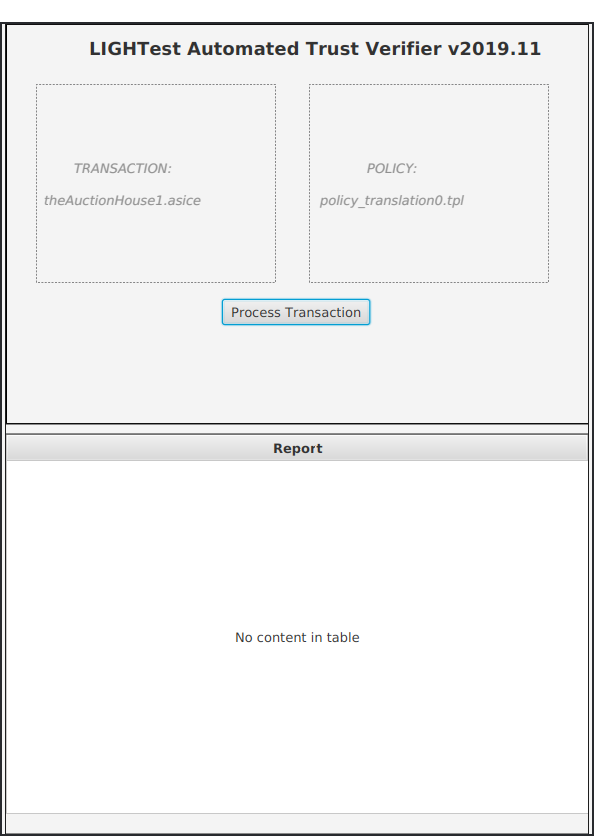 LIGHTest Automated Trust Verifier v2019.11
TRANSACTION:
theAuctionHouse1.asice
POLICY:
policy_translation0.tpl
Process Transaction
Report
No content in table